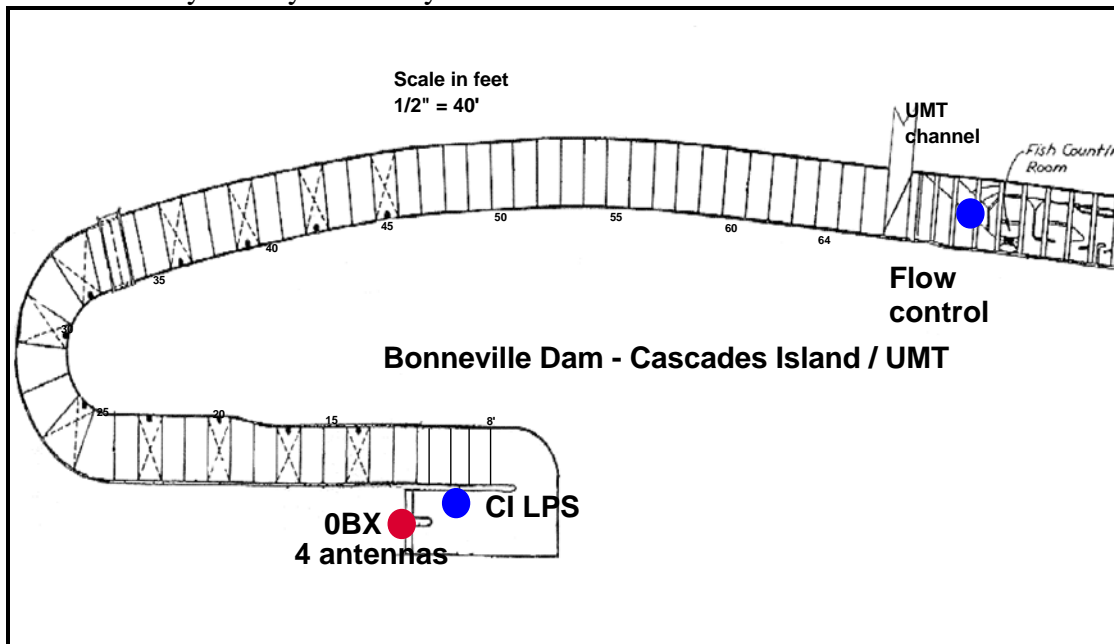 Scale in feet
1/2" = 40'
UMT
channel
Fish Countin
Room
50
55
45
60
40
64
35
Flow
control
30
Bonneville Dam - Cascades Island / UMT
25
20
15
8'
CI LPS
0BX
4 antennas